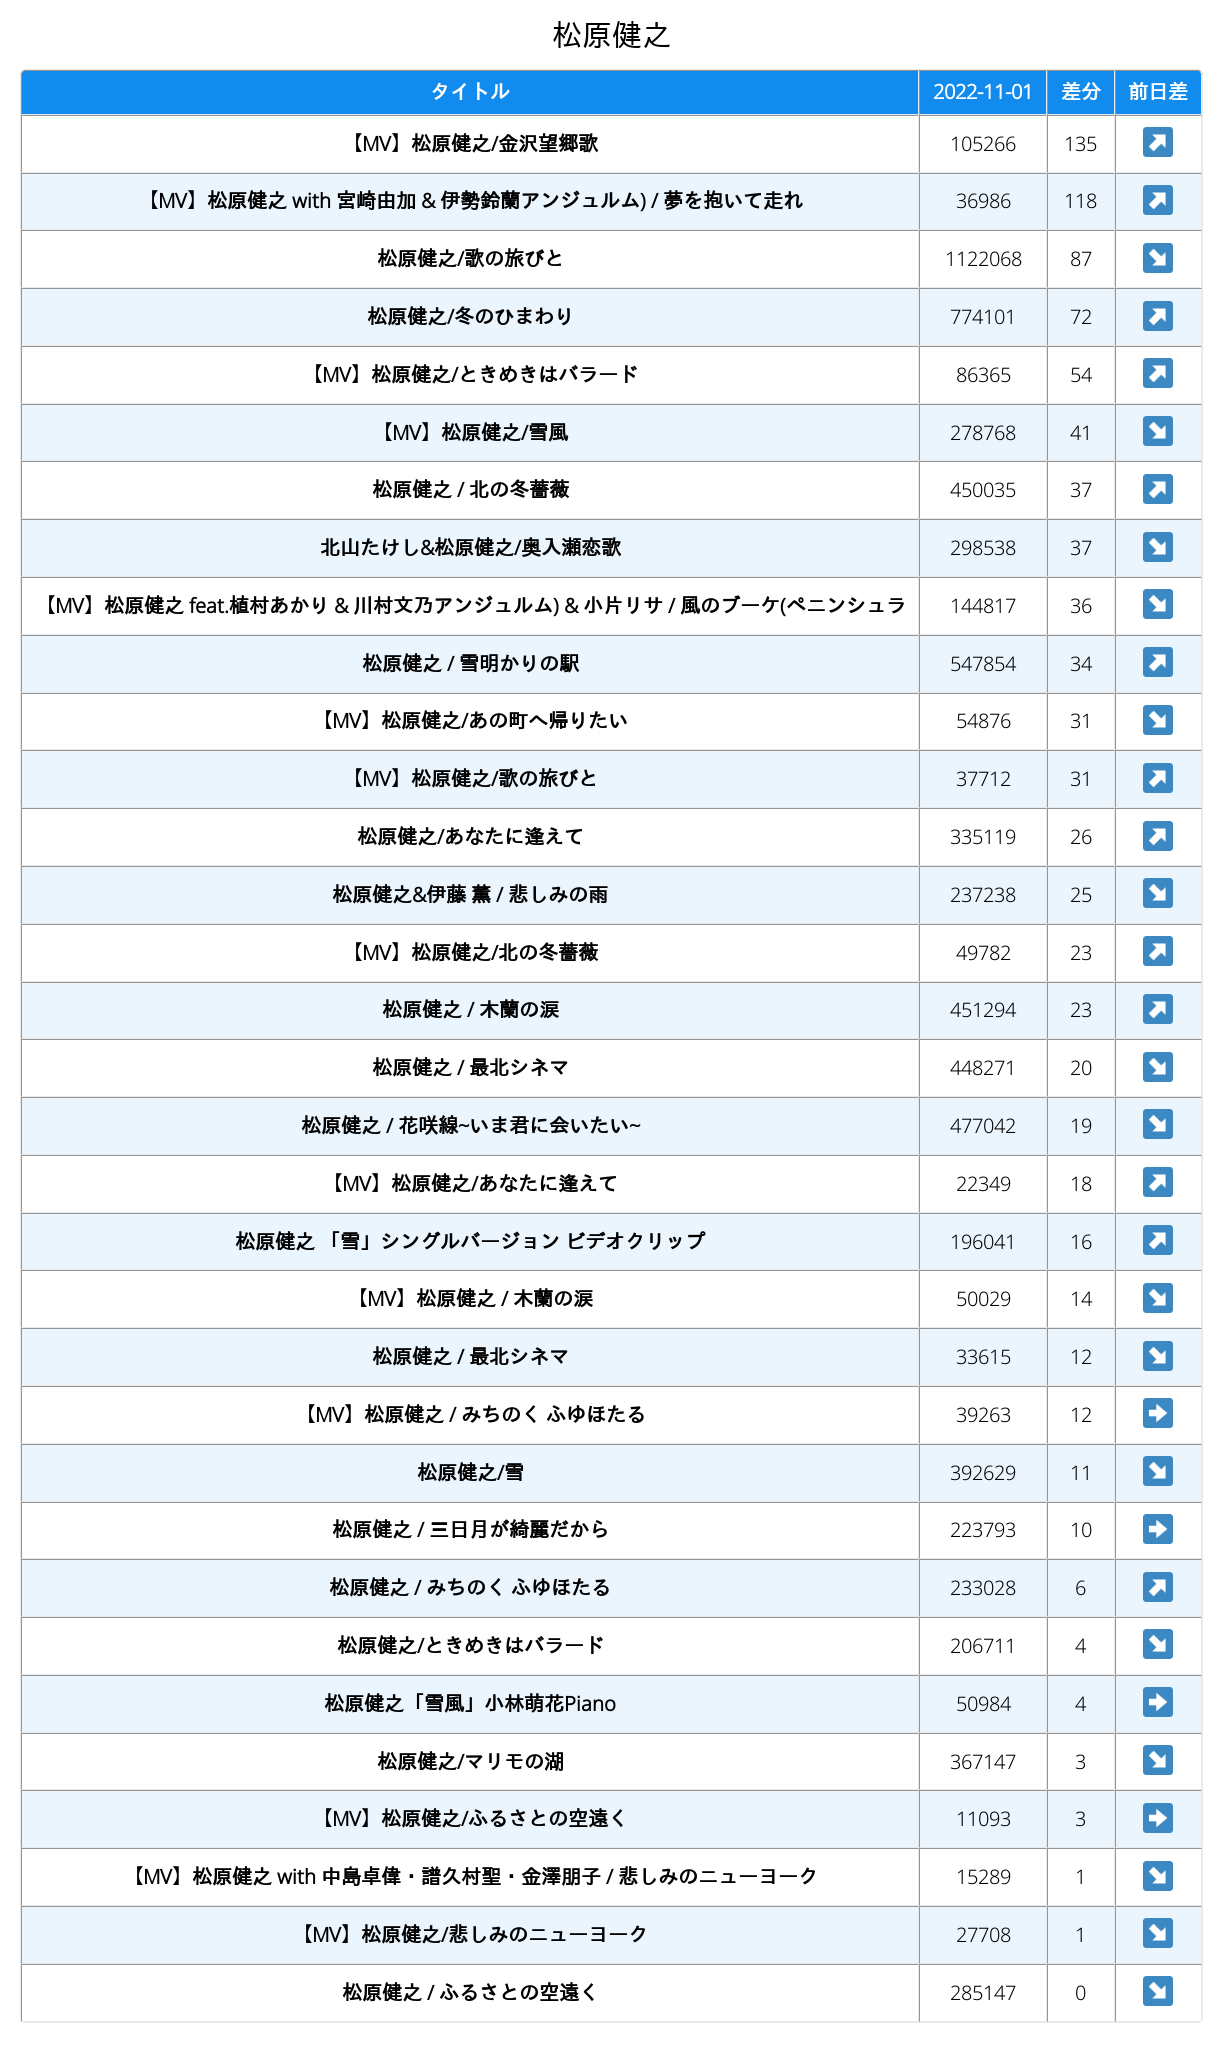 松原健之
タイトル 2022-11-01 差分 前日差
【MV】松原健之/金沢望郷歌 105266 135 ↗
【MV】松原健之 with 宮崎由加 & 伊勢鈴蘭アンジュルム) / 夢を抱いて走れ 36986 118 ↗
松原健之/歌の旅びと 1122068 87 ↘
松原健之/冬のひまわり 774101 72 ↗
【MV】松原健之/ときめきはバラード 86365 54 ↗
【MV】松原健之/雪風 278768 41 ↘
松原健之 / 北の冬薔薇 450035 37 ↗
北山たけし&松原健之/奥入瀬恋歌 298538 37 ↘
【MV】松原健之 feat.植村あかり & 川村文乃アンジュルム) & 小片リサ / 風のブーケ(ペニンシュラ 144817 36 ↘
松原健之 / 雪明かりの駅 547854 34 ↗
【MV】松原健之/あの町へ帰りたい 54876 31 ↘
【MV】松原健之/歌の旅びと 37712 31 ↗
松原健之/あなたに逢えて 335119 26 ↗
松原健之&伊藤 薫 / 悲しみの雨 237238 25 ↘
【MV】松原健之/北の冬薔薇 49782 23 ↗
松原健之 / 木蘭の涙 451294 23 ↗
松原健之 / 最北シネマ 448271 20 ↘
松原健之 / 花咲線~いま君に会いたい~ 477042 19 ↘
【MV】松原健之/あなたに逢えて 22349 18 ↗
松原健之 「雪」シングルバージョン ビデオクリップ 196041 16 ↗
【MV】松原健之 / 木蘭の涙 50029 14 ↘
松原健之 / 最北シネマ 33615 12 ↘
【MV】松原健之 / みちのく ふゆほたる 39263 12 ➡
松原健之/雪 392629 11 ↘
松原健之 / 三日月が綺麗だから 223793 10 ➡
松原健之 / みちのく ふゆほたる 233028 6 ↗
松原健之/ときめきはバラード 206711 4 ↘
松原健之「雪風」小林萌花Piano 50984 4 ➡
松原健之/マリモの湖 367147 3 ↘
【MV】松原健之/ふるさとの空遠く 11093 3 ➡
【MV】松原健之 with 中島卓偉・譜久村聖・金澤朋子 / 悲しみのニューヨーク 15289 1 ↘
【MV】松原健之/悲しみのニューヨーク 27708 1 ↘
松原健之 / ふるさとの空遠く 285147 0 ↘